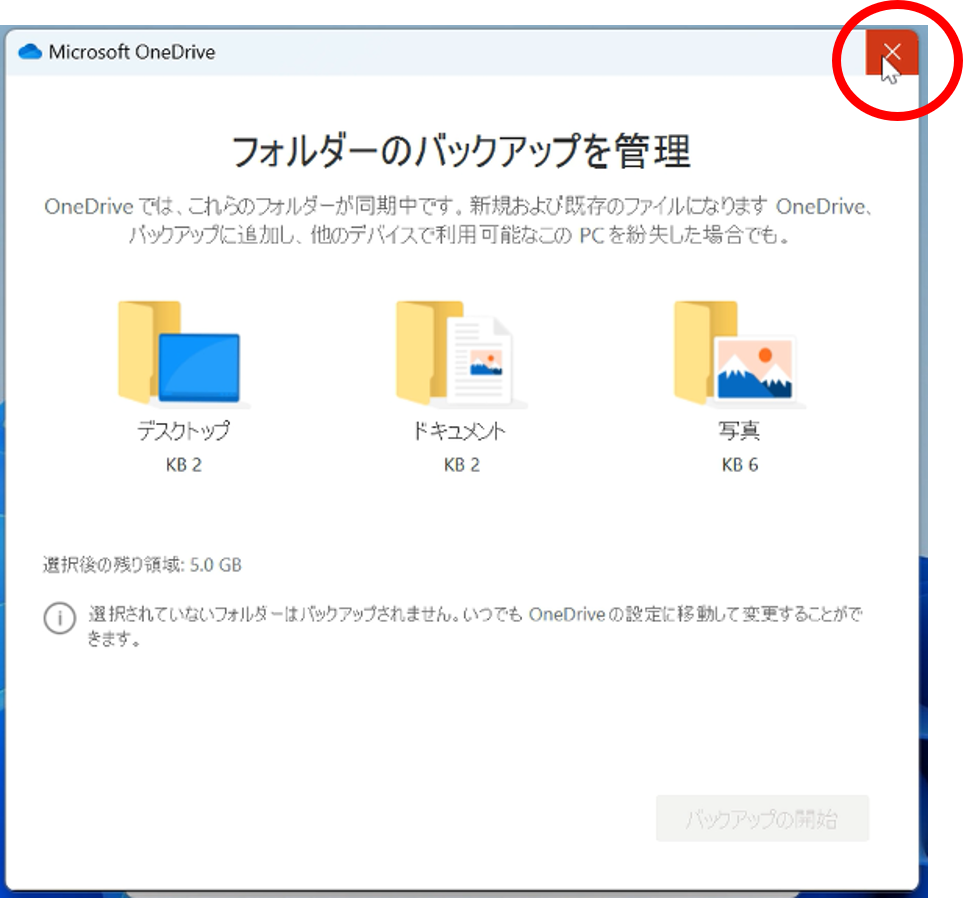 Microsoft OneDrive
フォルダーのバックアップを管理
OneDrive では、これらのフォルダーが同期中です。新規および既存のファイルになります OneDrive、
バックアップに追加し、他のデバイスで利用可能なこの PC を紛失した場合でも。
デスクトップ
ドキュメント
写真
KB 2
KB 2
KB 6
選択後の残り領域: 5.0 GB
選択されていないフォルダーはバックアップされません。いつでも OneDrive の設定に移動して変更することがで
きます。
バックアップの開始